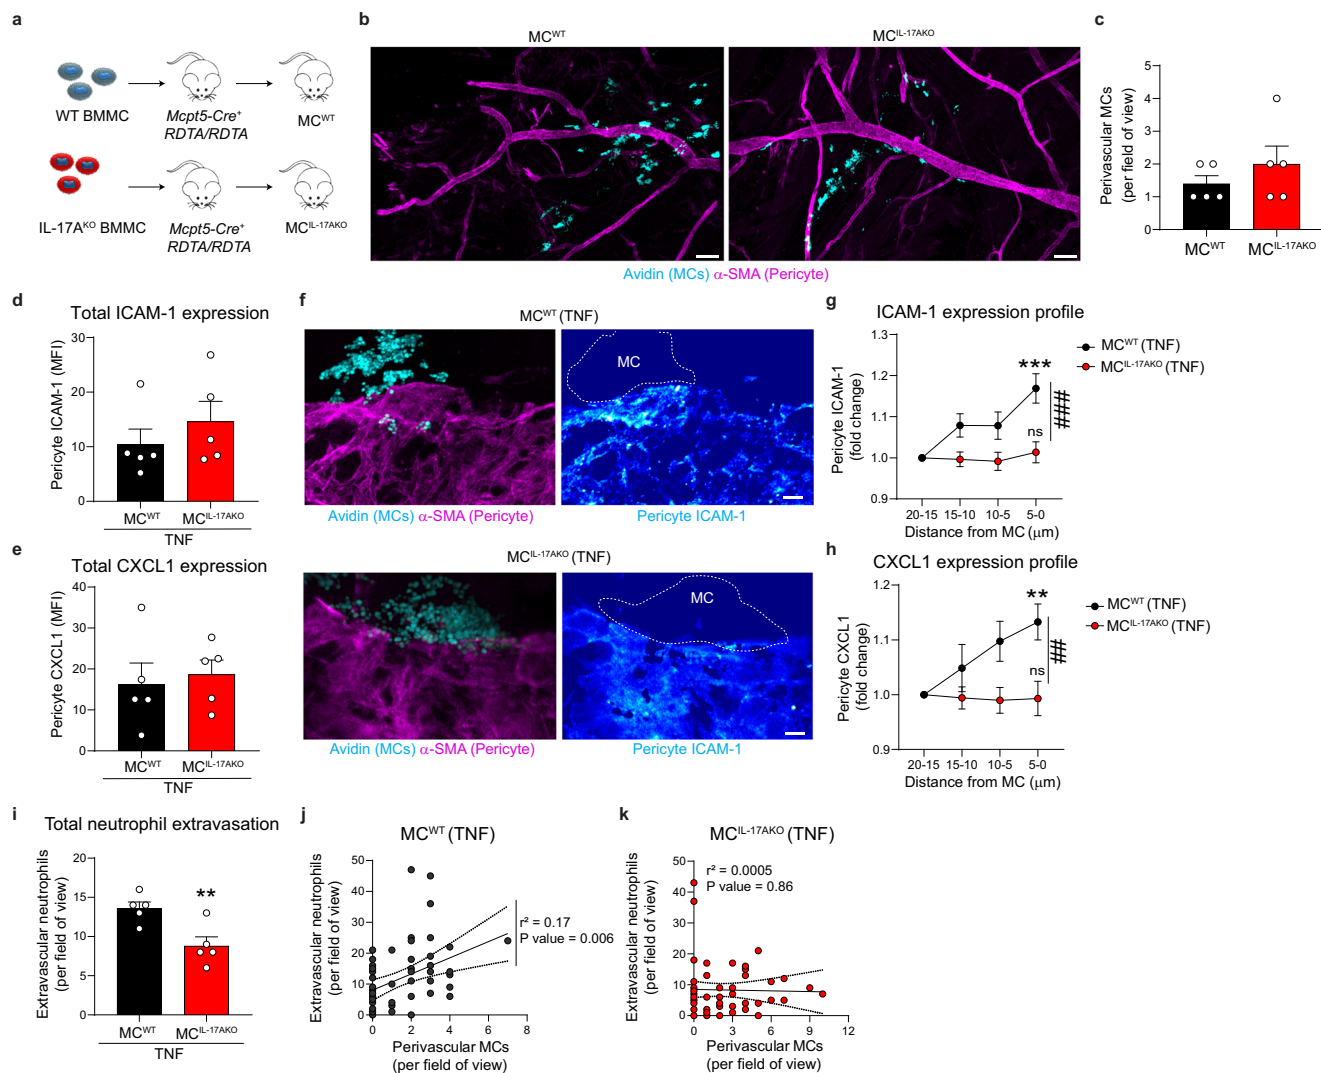 a
WT BMMC
Mcpt5-Cre⁺
RDTA/RDTA
MC^WT
IL-17A^KO BMMC
Mcpt5-Cre⁺
RDTA/RDTA
MC^IL-17AKO
b
MC^WT
MC^IL-17AKO
Avidin (MCs) α-SMA (Pericyte)
c
Perivascular MCs
(per field of view)
5
4
3
2
1
0
MC^WT
MC^IL-17AKO
d
Total ICAM-1 expression
Pericyte ICAM-1 (MFI)
30
20
10
0
MC^WT
MC^IL-17AKO
TNF
e
Total CXCL1 expression
Pericyte CXCL1 (MFI)
40
30
20
10
0
MC^WT
MC^IL-17AKO
TNF
f
MC^WT (TNF)
MC
Avidin (MCs) α-SMA (Pericyte)
Pericyte ICAM-1
MC^IL-17AKO (TNF)
MC
Avidin (MCs) α-SMA (Pericyte)
Pericyte ICAM-1
g
ICAM-1 expression profile
Pericyte ICAM-1
(fold change)
1.3
1.2
1.1
1.0
0.9
20-15
15-10
10-5
5-0
Distance from MC (μm)
***
ns
####
MC^WT (TNF)
MC^IL-17AKO (TNF)
h
CXCL1 expression profile
Pericyte CXCL1
(fold change)
1.2
1.1
1.0
0.9
20-15
15-10
10-5
5-0
Distance from MC (μm)
**
ns
##
MC^WT (TNF)
MC^IL-17AKO (TNF)
i
Total neutrophil extravasation
Extravascular neutrophils
(per field of view)
20
15
10
5
0
**
MC^WT
MC^IL-17AKO
TNF
j
MC^WT (TNF)
Extravascular neutrophils
(per field of view)
50
40
30
20
10
0
0
2
4
6
8
r² = 0.17
P value = 0.006
Perivascular MCs
(per field of view)
k
MC^IL-17AKO (TNF)
Extravascular neutrophils
(per field of view)
50
40
30
20
10
0
r² = 0.0005
P value = 0.86
0
3
6
9
12
Perivascular MCs
(per field of view)